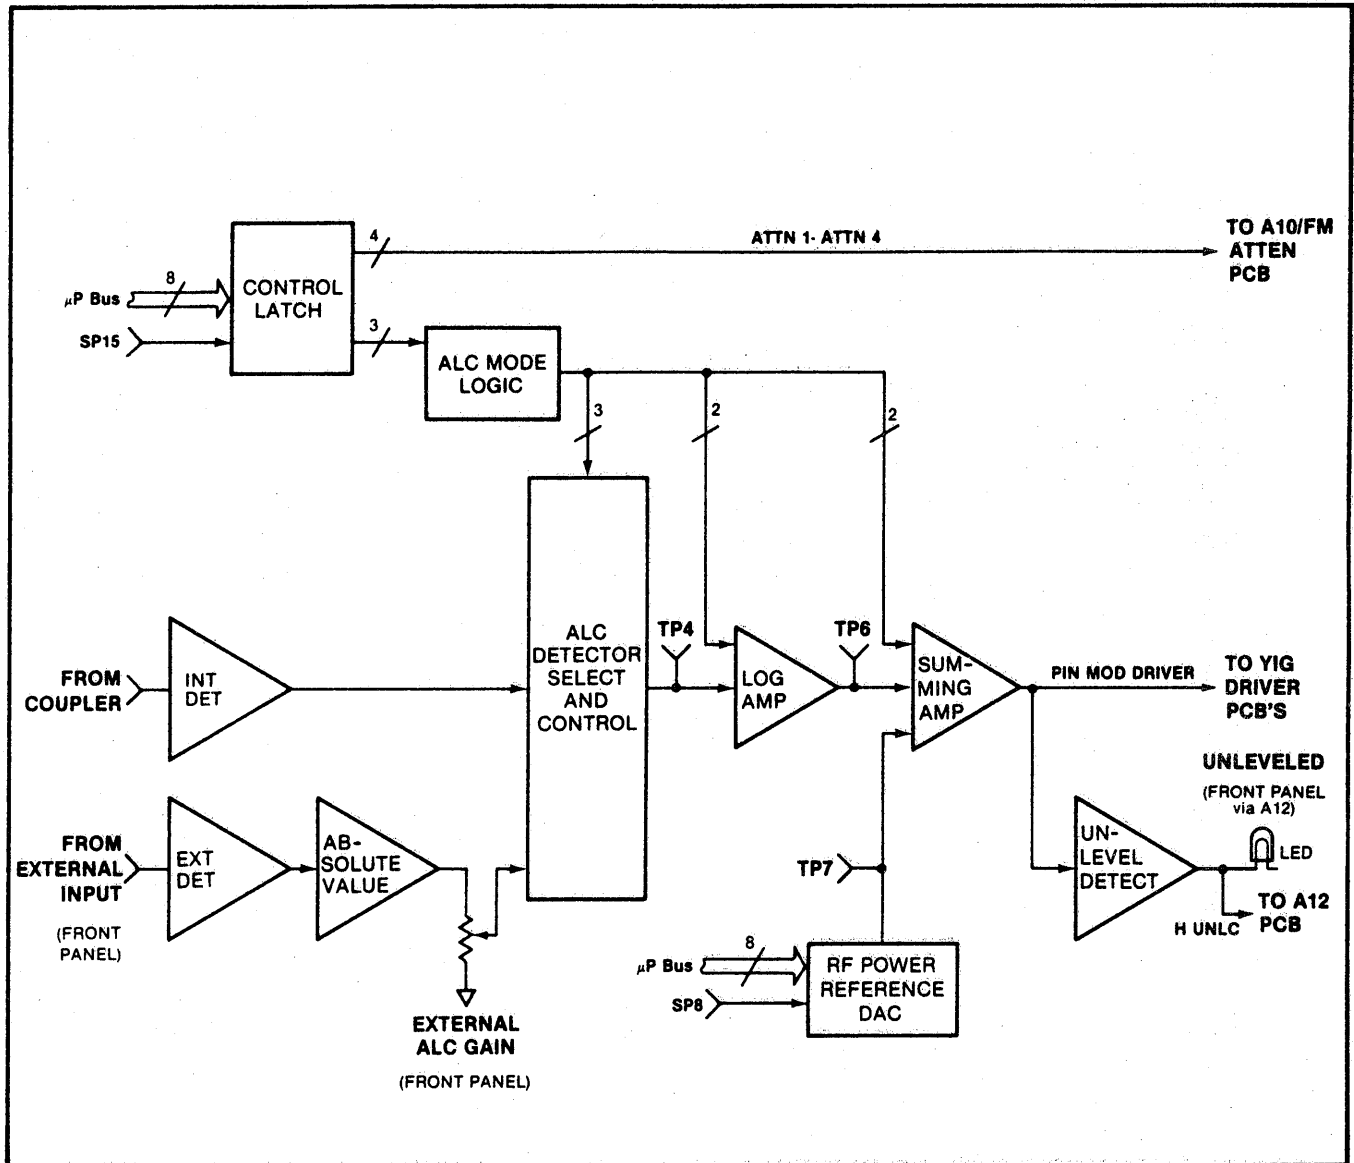 4
ATTN 1- ATTN 4
TO A10/FM
ATTEN
PCB
μP Bus
8
CONTROL
LATCH
SP15
3
ALC MODE
LOGIC
3
2
2
FROM
COUPLER
INT
DET
ALC
DETECTOR
SELECT
AND
CONTROL
TP4
LOG
AMP
TP6
SUM-
MING
AMP
PIN MOD DRIVER
TO YIG
DRIVER
PCB'S
UNLEVELED
(FRONT PANEL
via A12)
LED
UN-
LEVEL
DETECT
H UNLC
TO A12
PCB
FROM
EXTERNAL
INPUT
(FRONT
PANEL)
EXT
DET
AB-
SOLUTE
VALUE
EXTERNAL
ALC GAIN
(FRONT PANEL)
TP7
μP Bus
8
SP8
RF POWER
REFERENCE
DAC